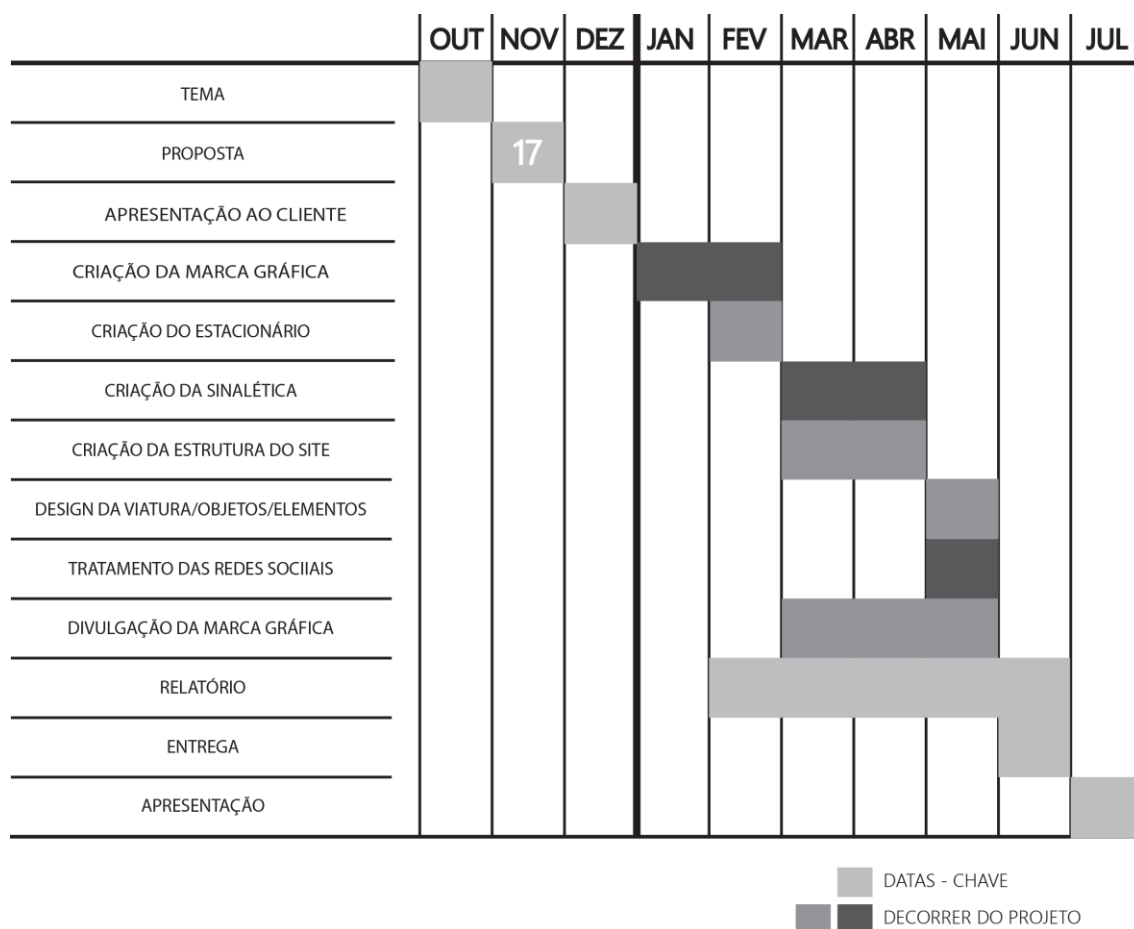 OUT NOV DEZ JAN FEV MAR ABR MAI JUN JUL
TEMA
PROPOSTA 17
APRESENTAÇÃO AO CLIENTE
CRIAÇÃO DA MARCA GRÁFICA
CRIAÇÃO DO ESTACIONÁRIO
CRIAÇÃO DA SINALÉTICA
CRIAÇÃO DA ESTRUTURA DO SITE
DESIGN DA VIATURA/OBJETOS/ELEMENTOS
TRATAMENTO DAS REDES SOCIIAIS
DIVULGAÇÃO DA MARCA GRÁFICA
RELATÓRIO
ENTREGA
APRESENTAÇÃO
DATAS - CHAVE
DECORRER DO PROJETO